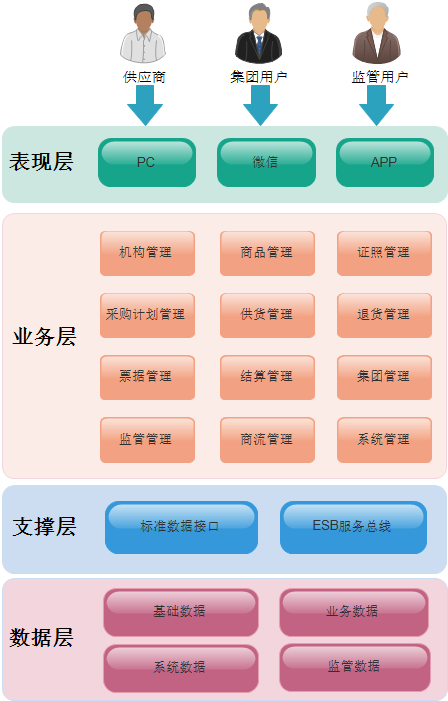 供应商
集团用户
监管用户
表现层
PC
微信
APP
业务层
机构管理
商品管理
证照管理
采购计划管理
供货管理
退货管理
票据管理
结算管理
集团管理
监管管理
商流管理
系统管理
支撑层
标准数据接口
ESB服务总线
数据层
基础数据
业务数据
系统数据
监管数据